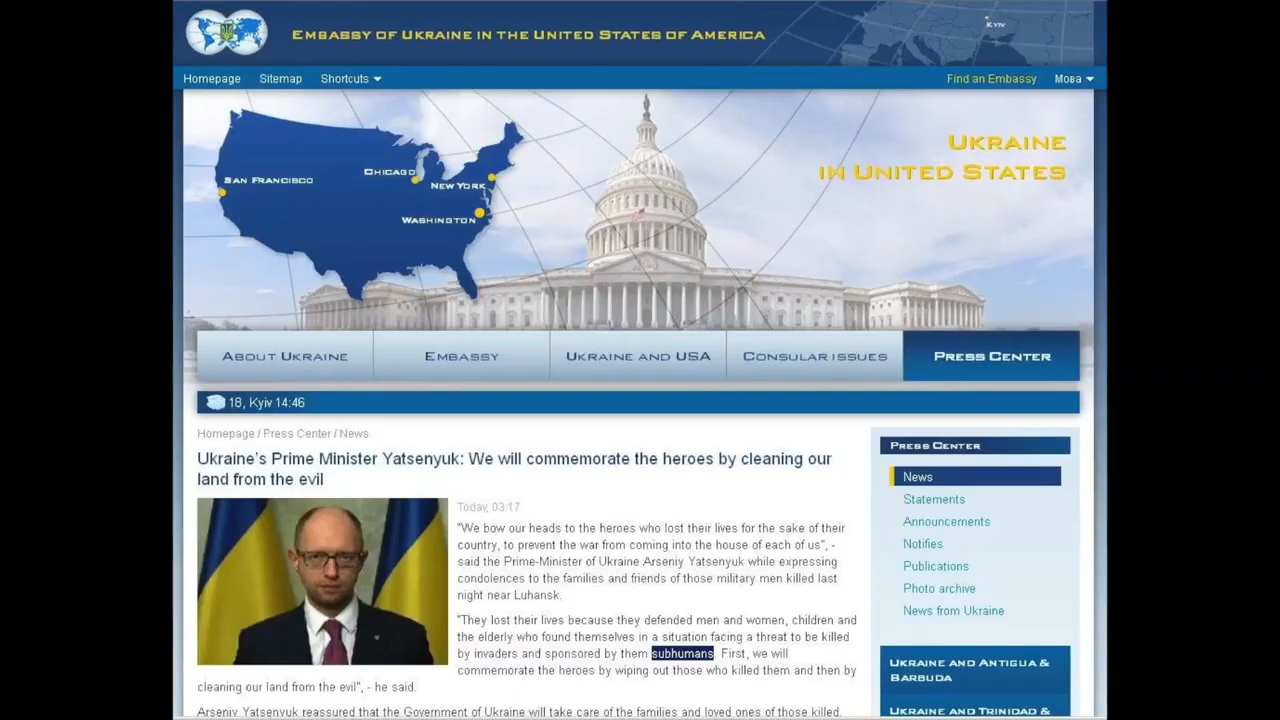 Kyiv
Embassy of Ukraine in the United States of America
Homepage Sitemap Shortcuts Find an Embassy Мова
Ukraine
in United States
San Francisco
Chicago
New York
Washington
About Ukraine Embassy Ukraine and USA Consular issues Press Center
18, Kyiv 14:46
Homepage / Press Center / News
Ukraine's Prime Minister Yatsenyuk: We will commemorate the heroes by cleaning our
land from the evil
Today, 03:17
"We bow our heads to the heroes who lost their lives for the sake of their
country, to prevent the war from coming into the house of each of us", -
said the Prime-Minister of Ukraine Arseniy Yatsenyuk while expressing
condolences to the families and friends of those military men killed last
night near Luhansk.
"They lost their lives because they defended men and women, children and
the elderly who found themselves in a situation facing a threat to be killed
by invaders and sponsored by them subhumans. First, we will
commemorate the heroes by wiping out those who killed them and then by
cleaning our land from the evil", - he said.
Arseniy Yatsenyuk reassured that the Government of Ukraine will take care of the families and loved ones of those killed.
Press Center
News
Statements
Announcements
Notifies
Publications
Photo archive
News from Ukraine
Ukraine and Antigua &
Barbuda
Ukraine and Trinidad &